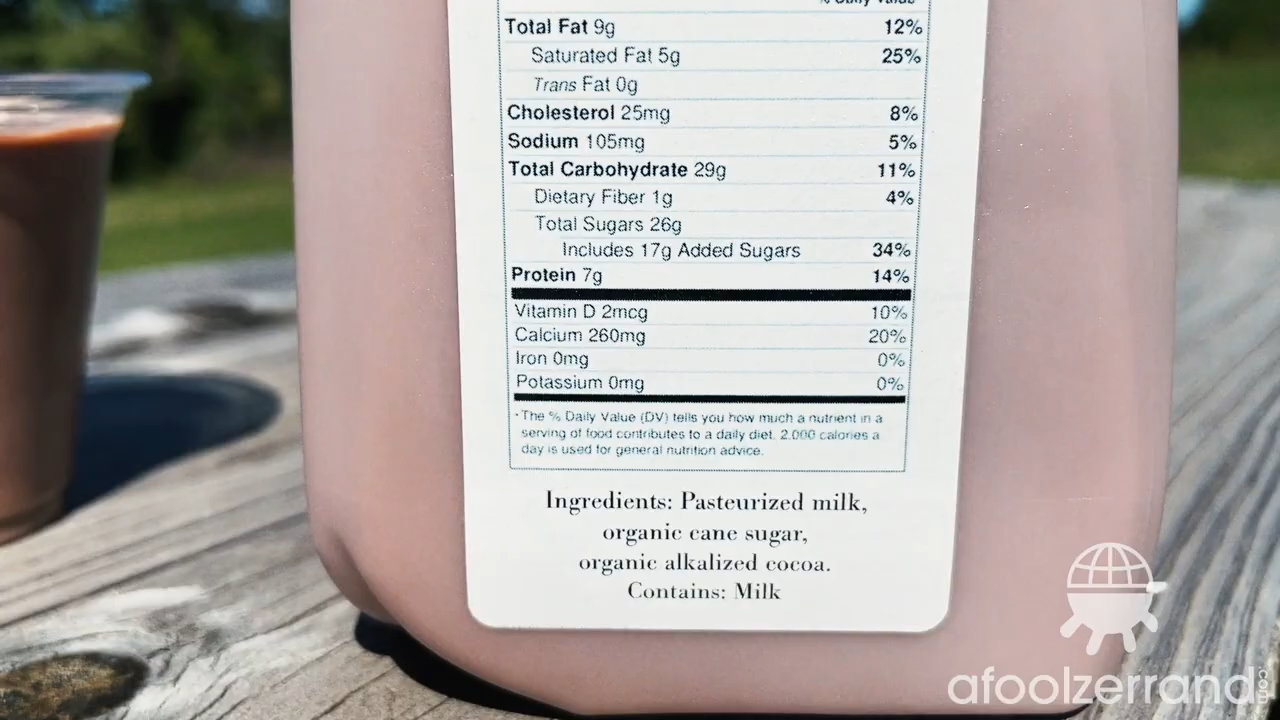 % Daily Value*
Total Fat 9g 12%
Saturated Fat 5g 25%
Trans Fat 0g
Cholesterol 25mg 8%
Sodium 105mg 5%
Total Carbohydrate 29g 11%
Dietary Fiber 1g 4%
Total Sugars 26g
Includes 17g Added Sugars 34%
Protein 7g 14%
Vitamin D 2mcg 10%
Calcium 260mg 20%
Iron 0mg 0%
Potassium 0mg 0%
*The % Daily Value (DV) tells you how much a nutrient in a
serving of food contributes to a daily diet. 2,000 calories a
day is used for general nutrition advice.
Ingredients: Pasteurized milk,
organic cane sugar,
organic alkalized cocoa.
Contains: Milk
afoolzerrand.com